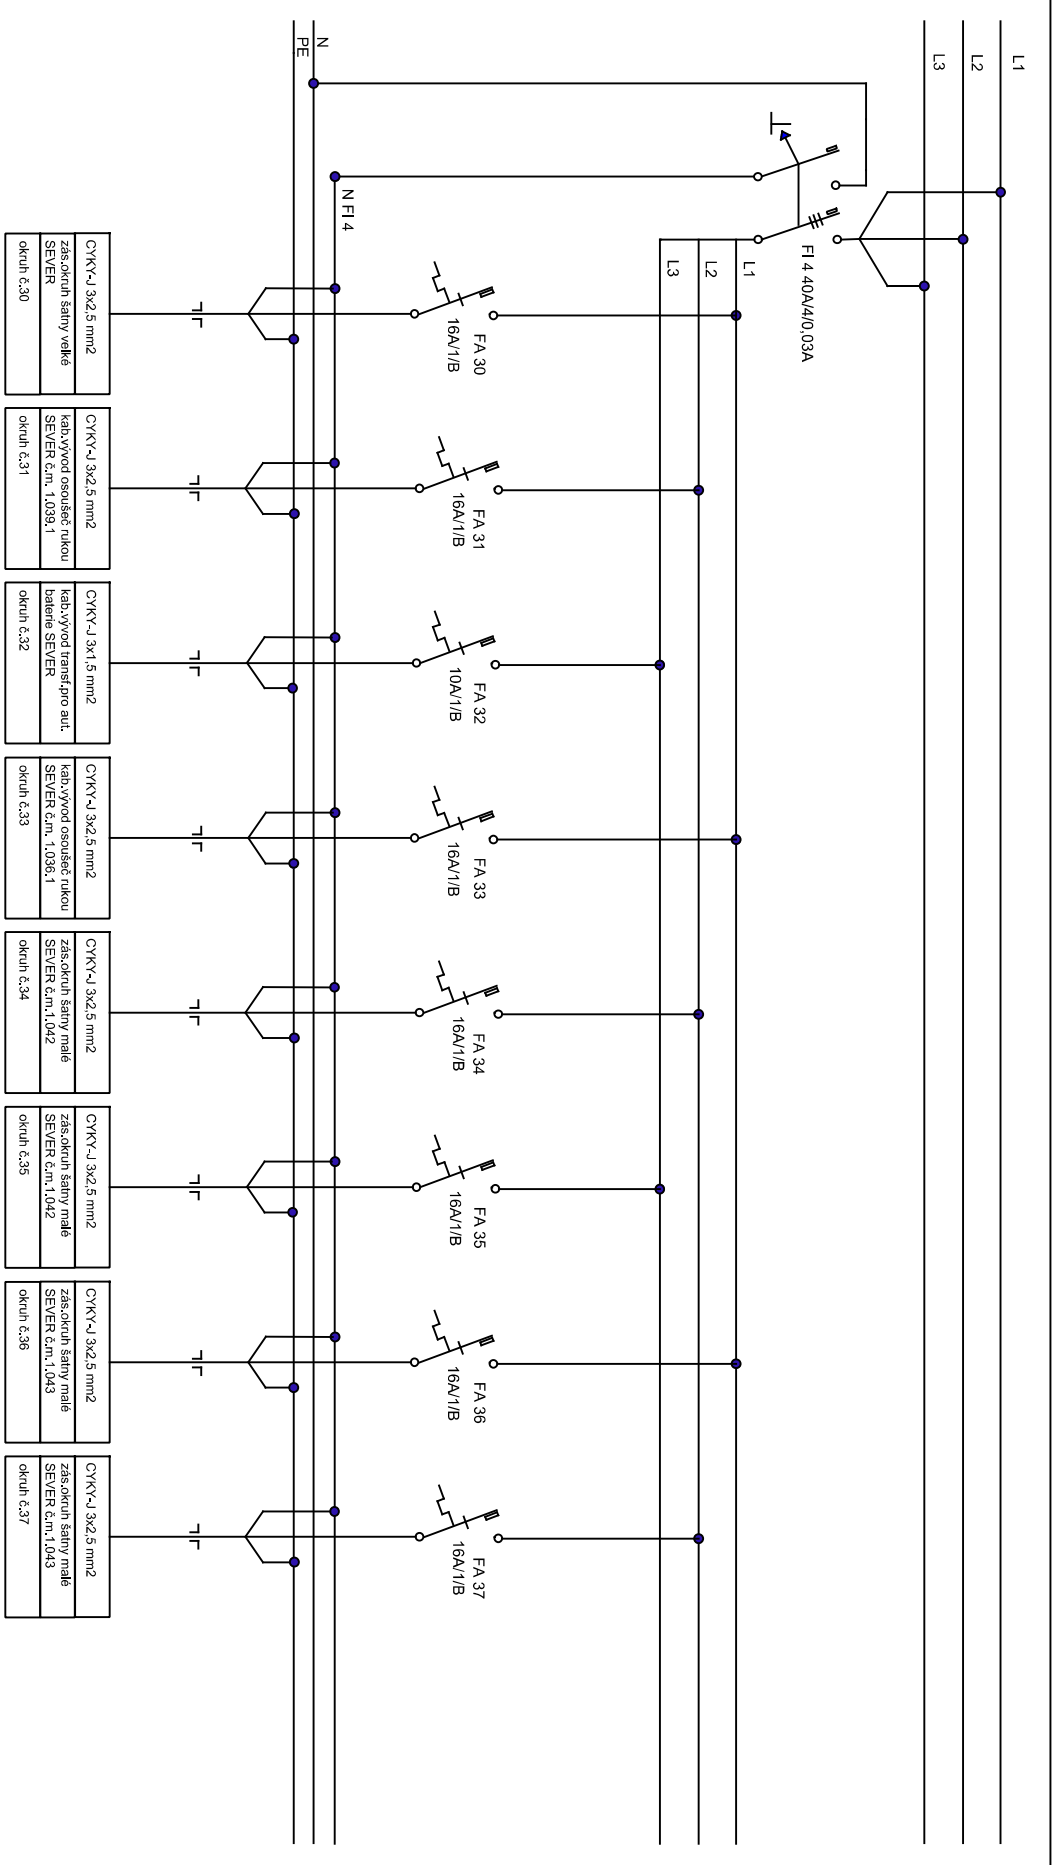 L1
L2
L3
FI 4 40A/4/0,03A
L1
L2
L3
N
PE
N FI 4
FA 30
16A/1/B
FA 31
16A/1/B
FA 32
10A/1/B
FA 33
16A/1/B
FA 34
16A/1/B
FA 35
16A/1/B
FA 36
16A/1/B
FA 37
16A/1/B
CYKY-J 3x2,5 mm2
zás.okruh šatny velké
SEVER
okruh č.30
CYKY-J 3x2,5 mm2
kab.vývod osoušeč rukou
SEVER č.m. 1.039.1
okruh č.31
CYKY-J 3x1,5 mm2
kab.vývod transf.pro aut.
baterie SEVER
okruh č.32
CYKY-J 3x2,5 mm2
kab.vývod osoušeč rukou
SEVER č.m. 1.036.1
okruh č.33
CYKY-J 3x2,5 mm2
zás.okruh šatny malé
SEVER č.m.1.042
okruh č.34
CYKY-J 3x2,5 mm2
zás.okruh šatny malé
SEVER č.m.1.042
okruh č.35
CYKY-J 3x2,5 mm2
zás.okruh šatny malé
SEVER č.m.1.043
okruh č.36
CYKY-J 3x2,5 mm2
zás.okruh šatny malé
SEVER č.m.1.043
okruh č.37